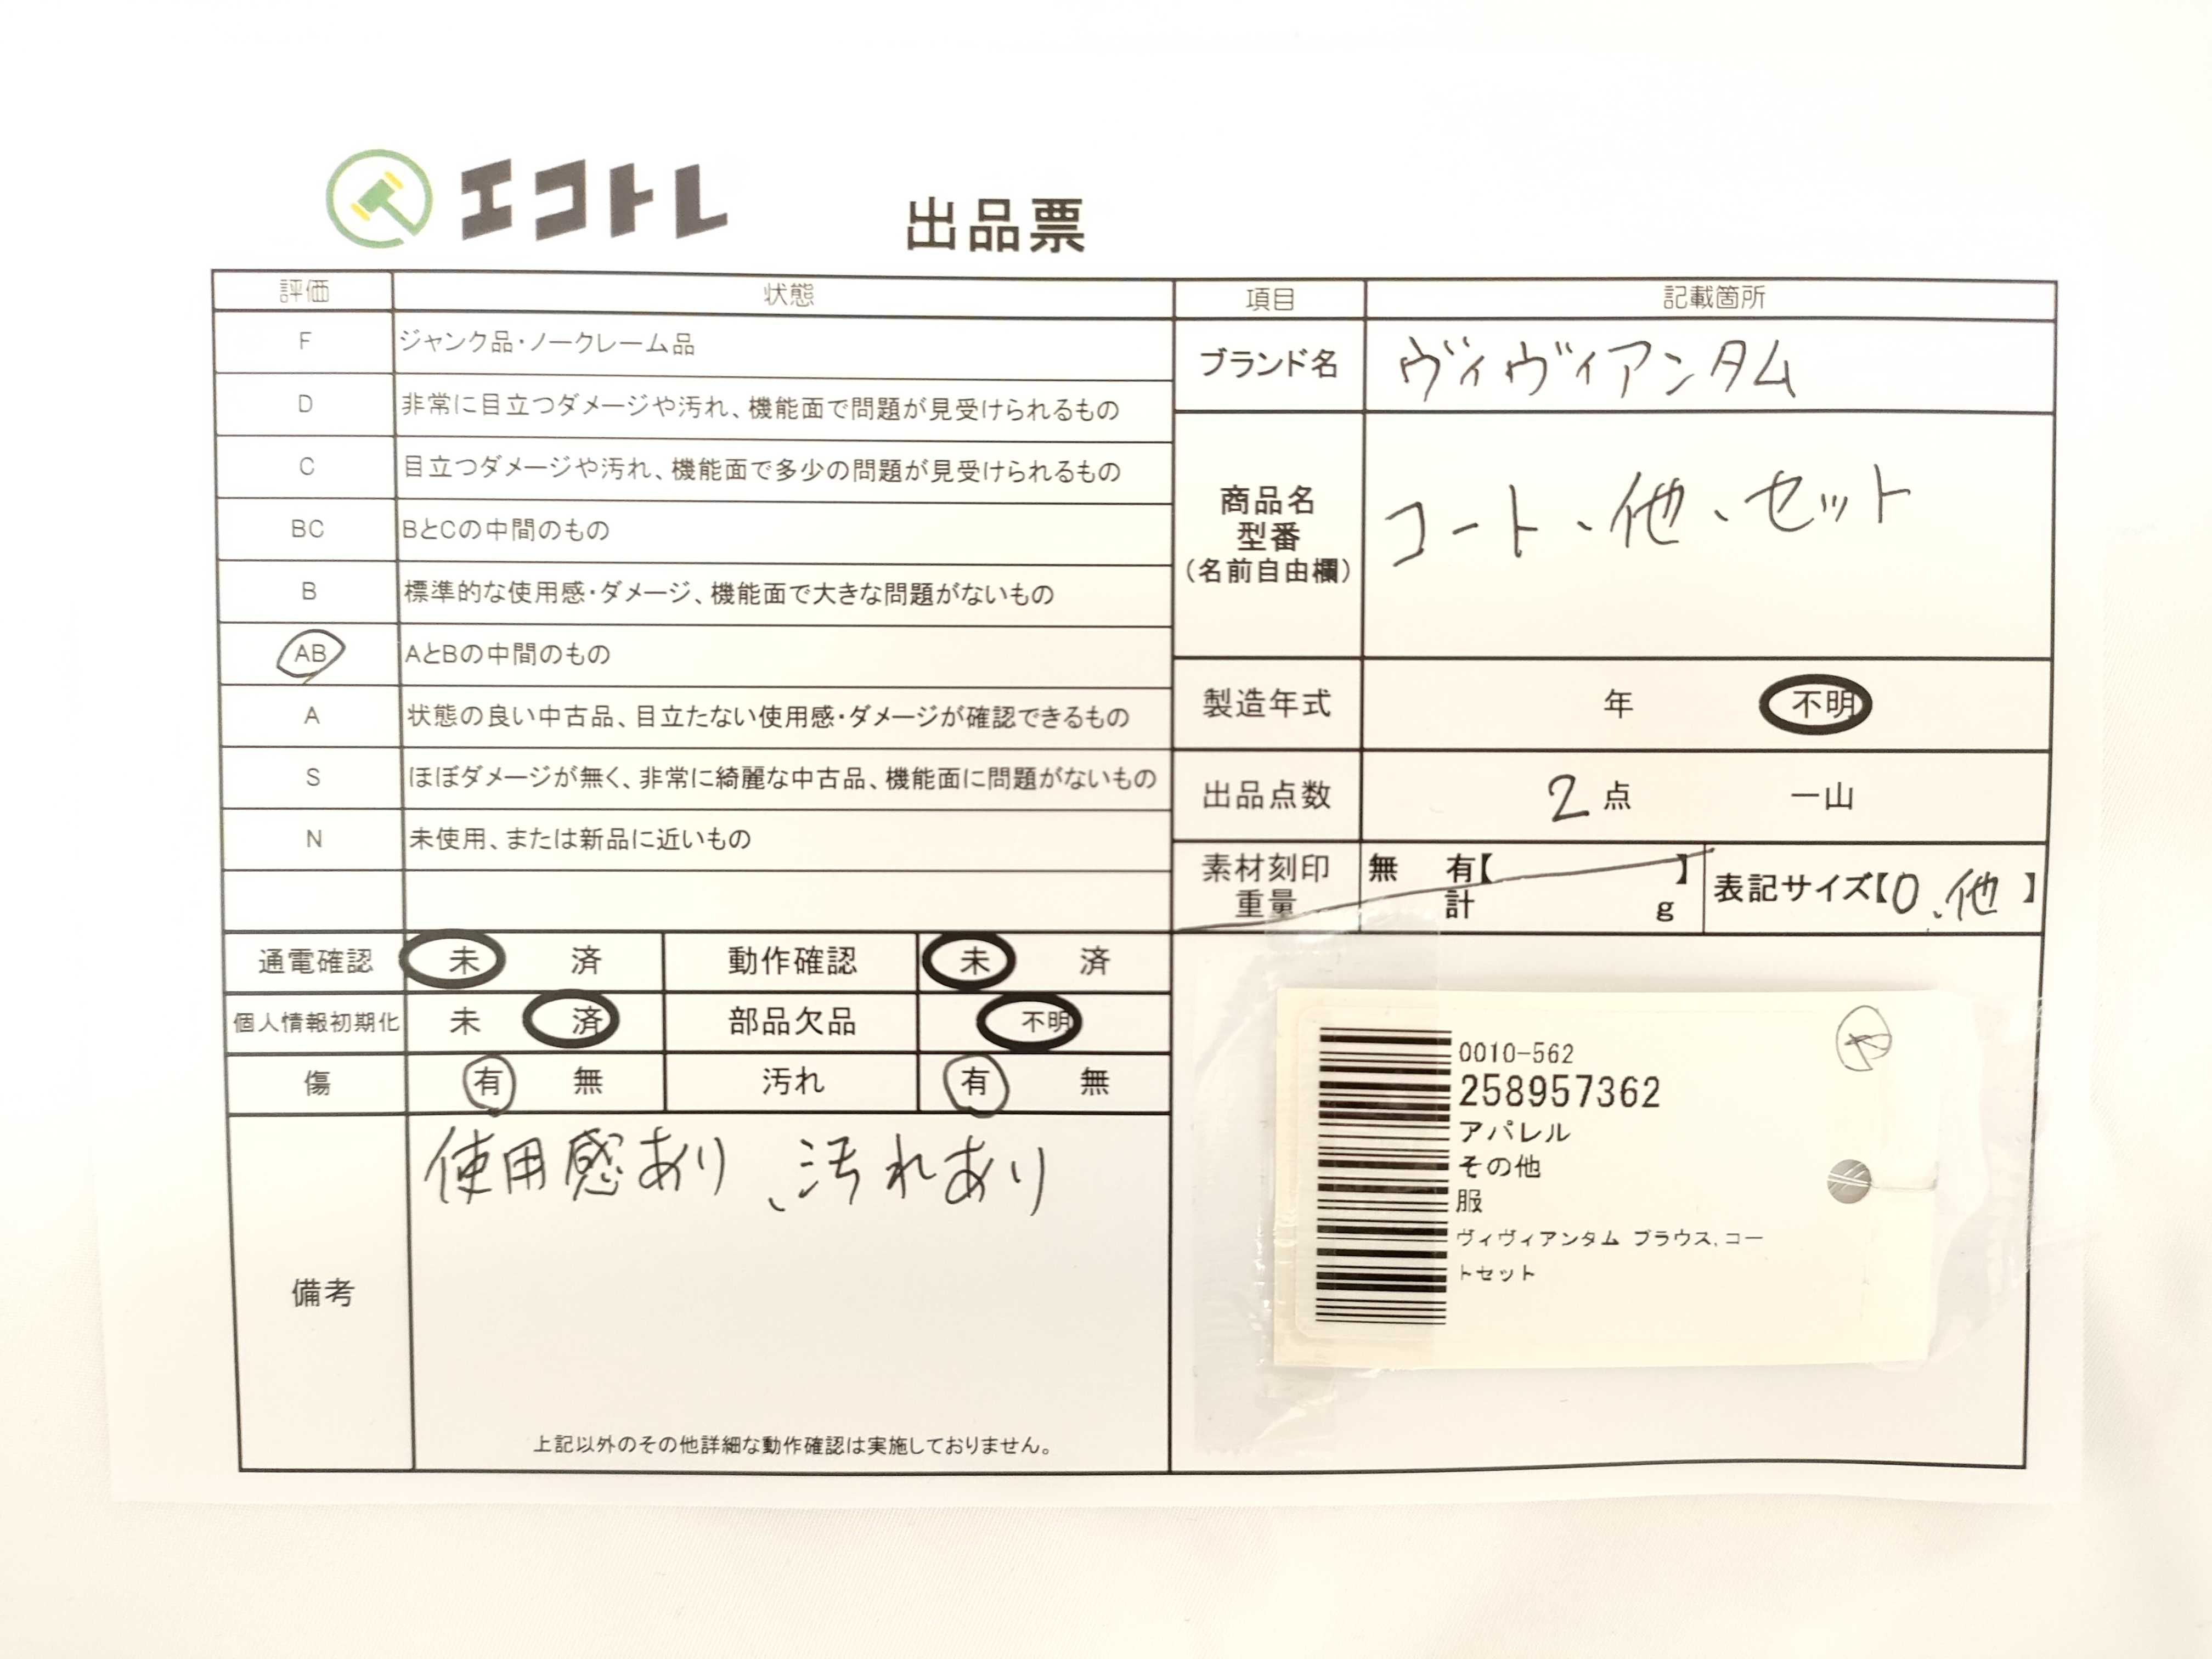 エコトレ
出品票
評価 状態
F ジャンク品・ノークレーム品
D 非常に目立つダメージや汚れ、機能面で問題が見受けられるもの
C 目立つダメージや汚れ、機能面で多少の問題が見受けられるもの
BC BとCの中間のもの
B 標準的な使用感・ダメージ、機能面で大きな問題がないもの
AB AとBの中間のもの
A 状態の良い中古品、目立たない使用感・ダメージが確認できるもの
S ほぼダメージが無く、非常に綺麗な中古品、機能面に問題がないもの
N 未使用、または新品に近いもの
通電確認 未 済 動作確認 未 済
個人情報初期化 未 済 部品欠品 不明
傷 有 無 汚れ 有 無
備考
使用感あり、汚れあり
上記以外のその他詳細な動作確認は実施しておりません。
項目 記載箇所
ブランド名 ヴィヴィアンタム
商品名
型番
(名前自由欄)
コート、他、セット
製造年式 年 不明
出品点数 2点 一山
素材刻印 無 有【 】
重量 計 g
表記サイズ【0、他】
0010-562
258957362
アパレル
その他
服
ヴィヴィアンタム ブラウス,コー
トセット